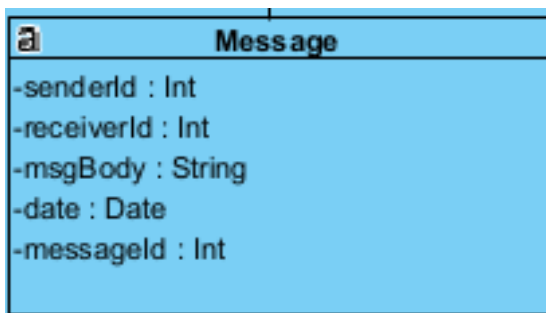 a
Message
-senderId : Int
-receiverId : Int
-msgBody : String
-date : Date
-messageId : Int